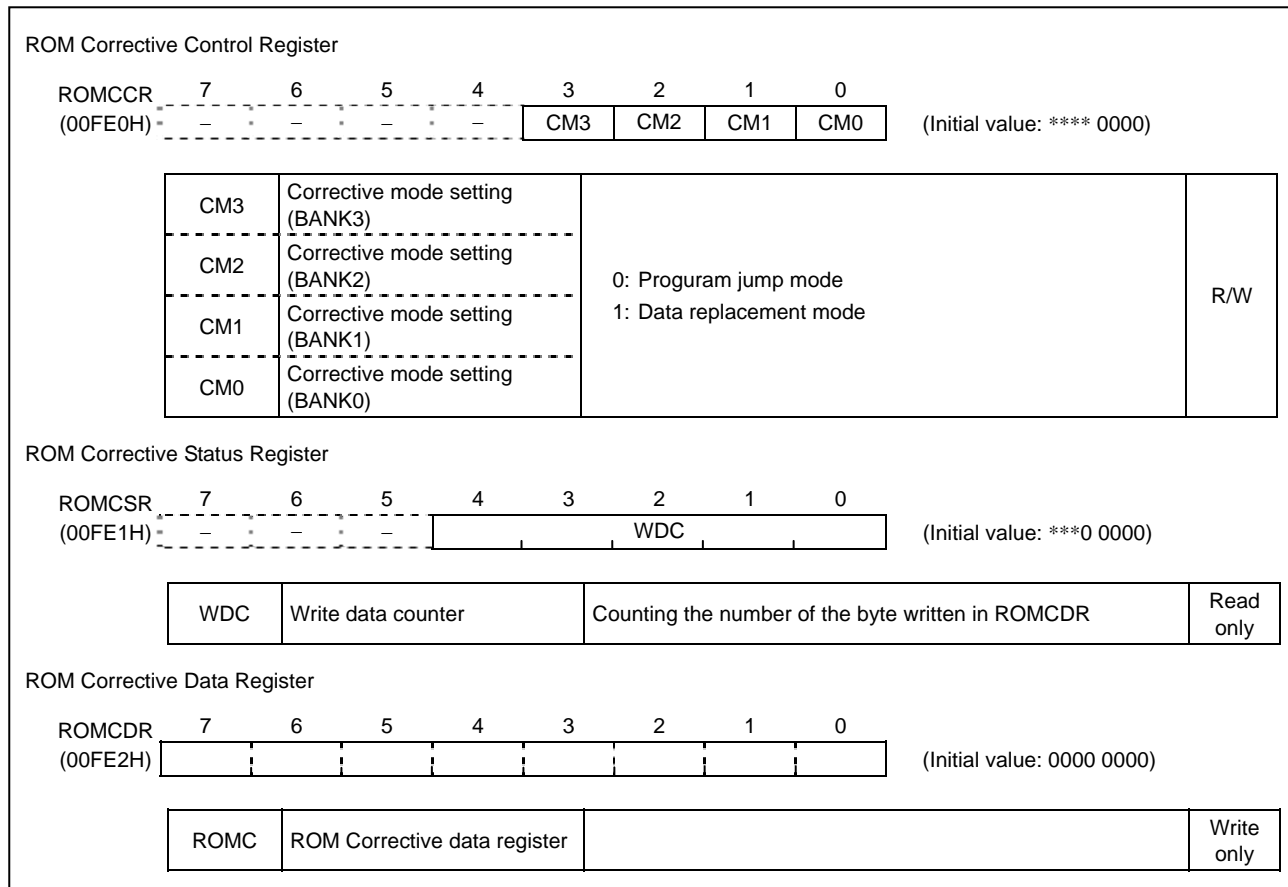 ROM Corrective Control Register
ROMCCR 7 6 5 4 3 2 1 0
(00FE0H) – – – – CM3 CM2 CM1 CM0 (Initial value: **** 0000)
CM3 Corrective mode setting
(BANK3)
CM2 Corrective mode setting
(BANK2)
0: Proguram jump mode
1: Data replacement mode
R/W
CM1 Corrective mode setting
(BANK1)
CM0 Corrective mode setting
(BANK0)
ROM Corrective Status Register
ROMCSR 7 6 5 4 3 2 1 0
(00FE1H) – – – WDC (Initial value: ***0 0000)
WDC Write data counter Counting the number of the byte written in ROMCDR Read
only
ROM Corrective Data Register
ROMCDR 7 6 5 4 3 2 1 0
(00FE2H) (Initial value: 0000 0000)
ROMC ROM Corrective data register Write
only